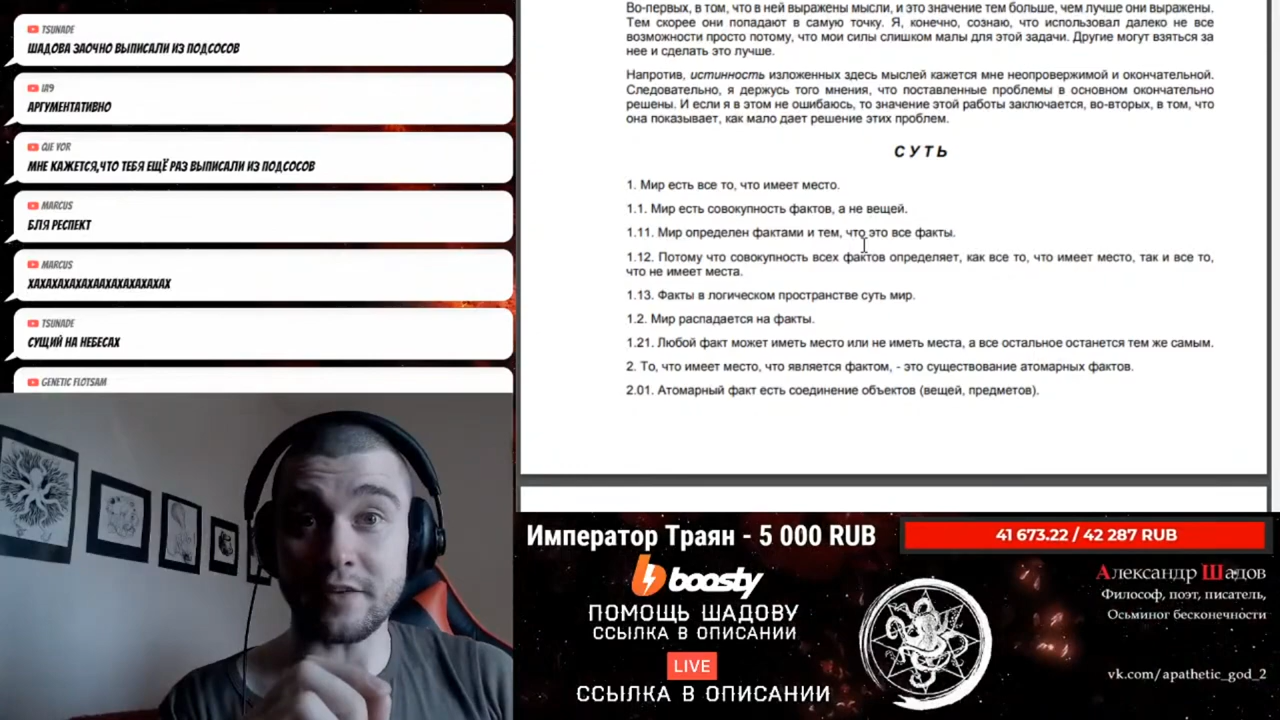 TSUNADE
ШАДОВА ЗАОЧНО ВЫПИСАЛИ ИЗ ПОДСОСОВ
IA9
АРГУМЕНТАТИВНО
QJE YOR
МНЕ КАЖЕТСЯ,ЧТО ТЕБЯ ЕЩЁ РАЗ ВЫПИСАЛИ ИЗ ПОДСОСОВ
MARCUS
БЛЯ РЕСПЕКТ
MARCUS
ХАХАХАХАХАХААХАХАХАХАХ
TSUNADE
СУЩИЙ НА НЕБЕСАХ
GENETIC FLOTSAM
Во-первых, в том, что в ней выражены мысли, и это значение тем больше, чем лучше они выражены.
Тем скорее они попадают в самую точку. Я, конечно, сознаю, что использовал далеко не все
возможности просто потому, что мои силы слишком малы для этой задачи. Другие могут взяться за
нее и сделать это лучше.
Напротив, истинность изложенных здесь мыслей кажется мне неопровержимой и окончательной.
Следовательно, я держусь того мнения, что поставленные проблемы в основном окончательно
решены. И если я в этом не ошибаюсь, то значение этой работы заключается, во-вторых, в том, что
она показывает, как мало дает решение этих проблем.
СУТЬ
1. Мир есть все то, что имеет место.
1.1. Мир есть совокупность фактов, а не вещей.
1.11. Мир определен фактами и тем, что это все факты.
1.12. Потому что совокупность всех фактов определяет, как все то, что имеет место, так и все то,
что не имеет места.
1.13. Факты в логическом пространстве суть мир.
1.2. Мир распадается на факты.
1.21. Любой факт может иметь место или не иметь места, а все остальное останется тем же самым.
2. То, что имеет место, что является фактом, - это существование атомарных фактов.
2.01. Атомарный факт есть соединение объектов (вещей, предметов).
Император Траян - 5 000 RUB
41 673.22 / 42 287 RUB
boosty
ПОМОЩЬ ШАДОВУ
ССЫЛКА В ОПИСАНИИ
LIVE
ССЫЛКА В ОПИСАНИИ
Александр Шадов
Философ, поэт, писатель,
Осьминог бесконечности
vk.com/apathetic_god_2